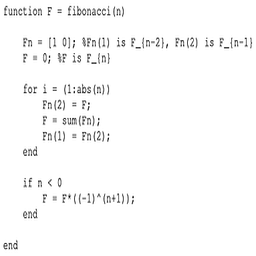 function F = fibonacci(n)
Fn = [1 0]; %Fn(1) is F_{n-2}, Fn(2) is F_{n-1}
F = 0; %F is F_{n}
for i = (1:abs(n))
Fn(2) = F;
F = sum(Fn);
Fn(1) = Fn(2);
end
if n < 0
F = F*((-1)^(n+1));
end
end